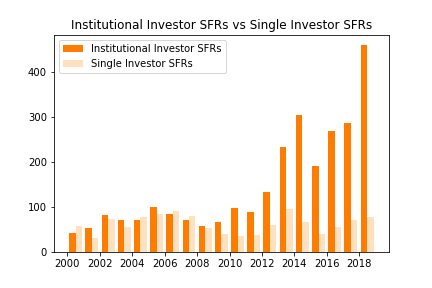 Institutional Investor SFRs vs Single Investor SFRs
Institutional Investor SFRs
Single Investor SFRs
400
300
200
100
0
2000 2002 2004 2006 2008 2010 2012 2014 2016 2018